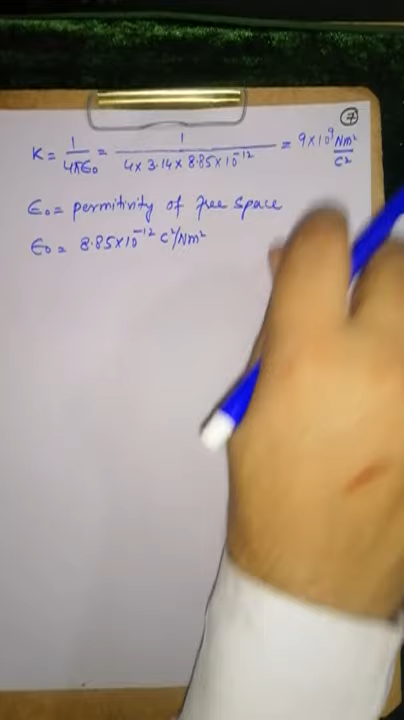 7
K = 1/4πϵ₀ = 1/4 × 3.14 × 8.85 × 10⁻¹² = 9 × 10⁹ Nm²/C²
ϵ₀ = permitivity of free space
ϵ₀ = 8.85 × 10⁻¹² C²/Nm²